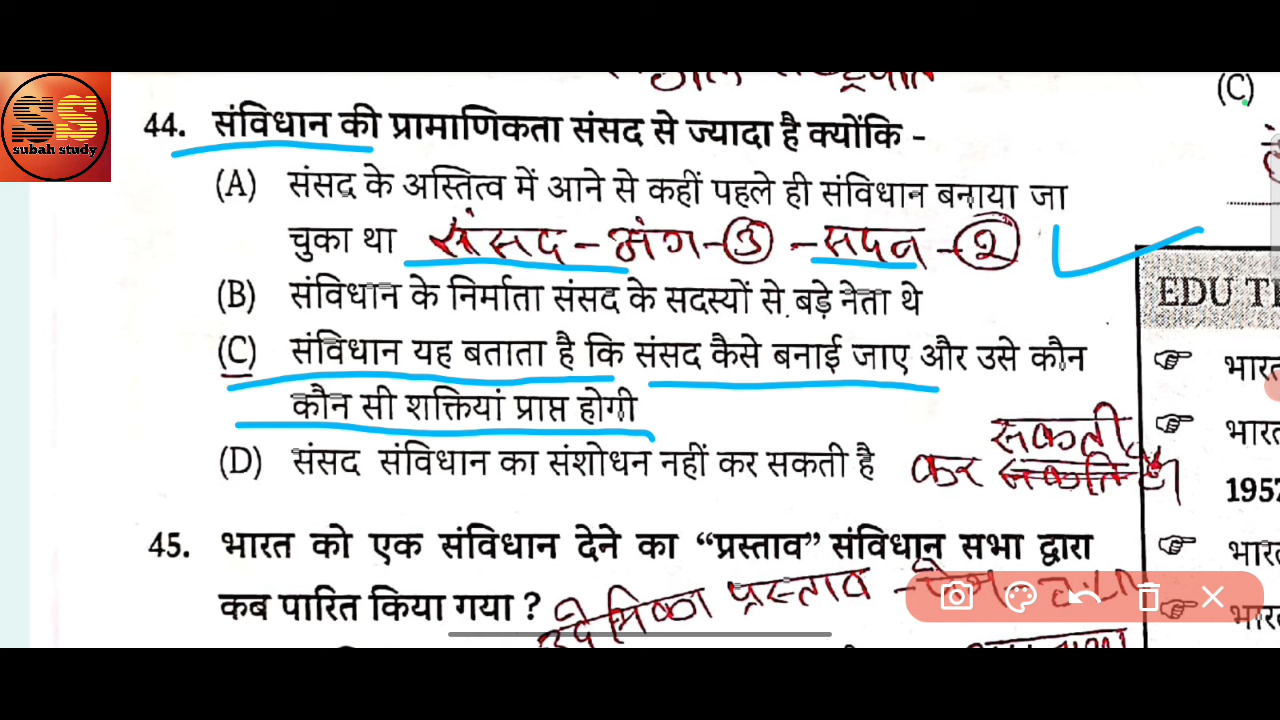 SS
subah study
(C)
44. संविधान की प्रामाणिकता संसद से ज्यादा है क्योंकि -
(A) संसद के अस्तित्व में आने से कहीं पहले ही संविधान बनाया जा
चुका था संसद - अंग - ③ - सदन - ②
(B) संविधान के निर्माता संसद के सदस्यों से बड़े नेता थे
(C) संविधान यह बताता है कि संसद कैसे बनाई जाए और उसे कौन
कौन सी शक्तियां प्राप्त होगी
(D) संसद संविधान का संशोधन नहीं कर सकती है कर सकती है
45. भारत को एक संविधान देने का “प्रस्ताव” संविधान सभा द्वारा
कब पारित किया गया ? प्रस्ताव -
EDU
भारत
भारत
195
भारत